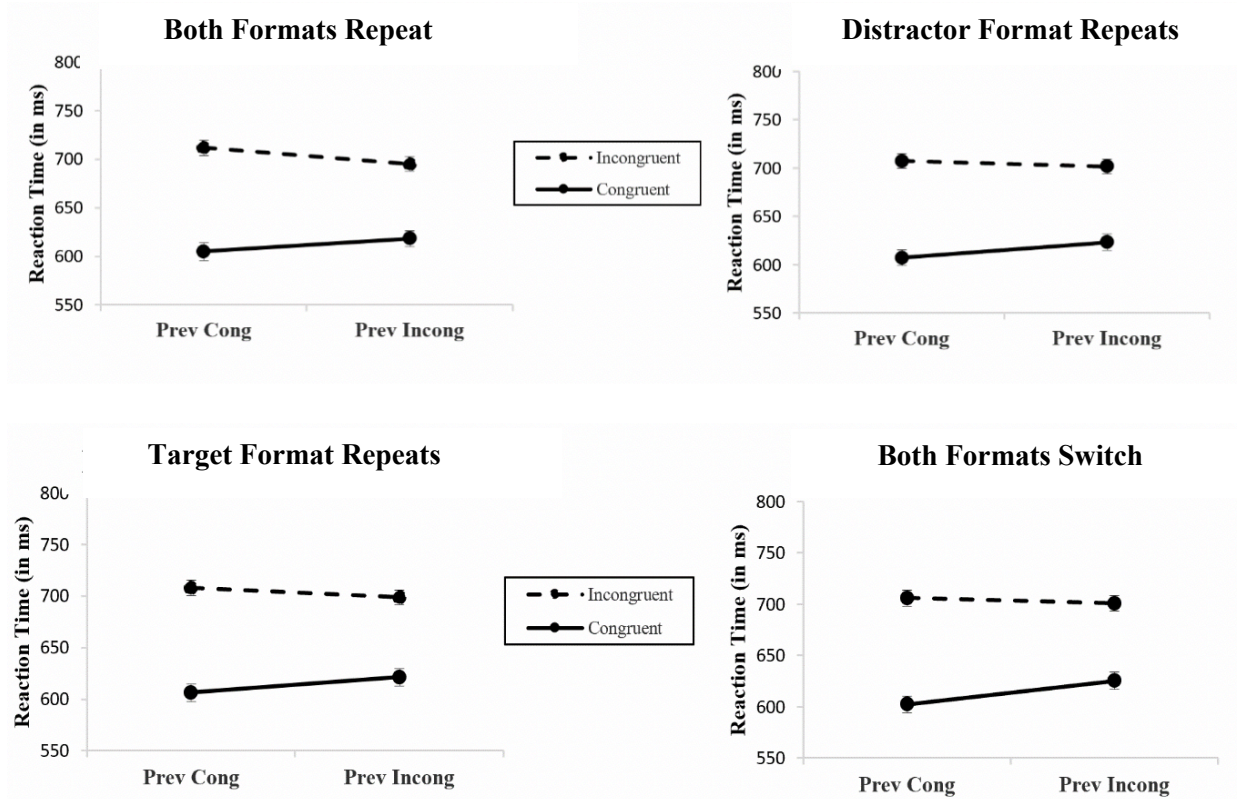 Both Formats Repeat
800
750
700
650
600
550
Reaction Time (in ms)
Prev Cong
Prev Incong
Incongruent
Congruent
Distractor Format Repeats
800
750
700
650
600
550
Reaction Time (in ms)
Prev Cong
Prev Incong
Target Format Repeats
800
750
700
650
600
550
Reaction Time (in ms)
Prev Cong
Prev Incong
Incongruent
Congruent
Both Formats Switch
800
750
700
650
600
550
Reaction Time (in ms)
Prev Cong
Prev Incong